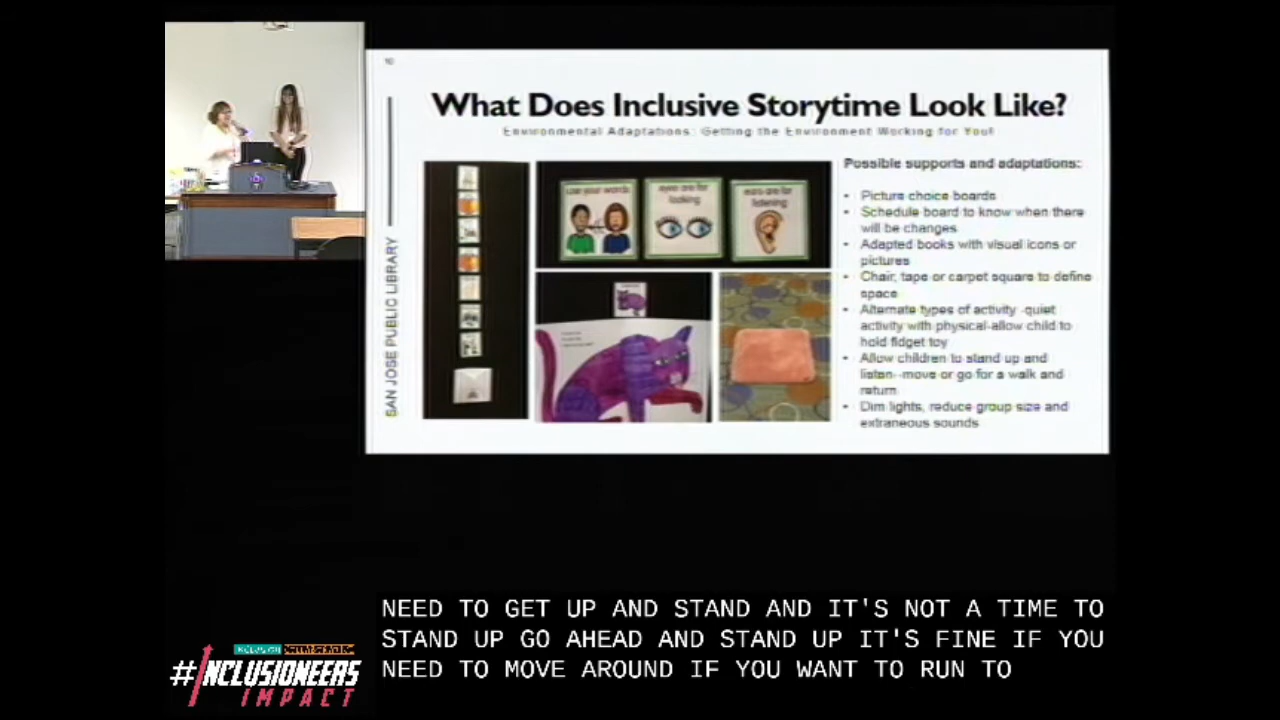 10
What Does Inclusive Storytime Look Like?
Environmental Adaptations: Getting the Environment Working for You!
SAN JOSE PUBLIC LIBRARY
use your words
eyes are for
looking
ears are for
listening
Possible supports and adaptations:
• Picture choice boards
• Schedule board to know when there
will be changes
• Adapted books with visual icons or
pictures
• Chair, tape or carpet square to define
space
• Alternate types of activity -quiet
activity with physical-allow child to
hold fidget toy
• Allow children to stand up and
listen--move or go for a walk and
return
• Dim lights, reduce group size and
extraneous sounds
NEED TO GET UP AND STAND AND IT'S NOT A TIME TO
STAND UP GO AHEAD AND STAND UP IT'S FINE IF YOU
NEED TO MOVE AROUND IF YOU WANT TO RUN TO
#INCLUSIONEERS
IMPACT